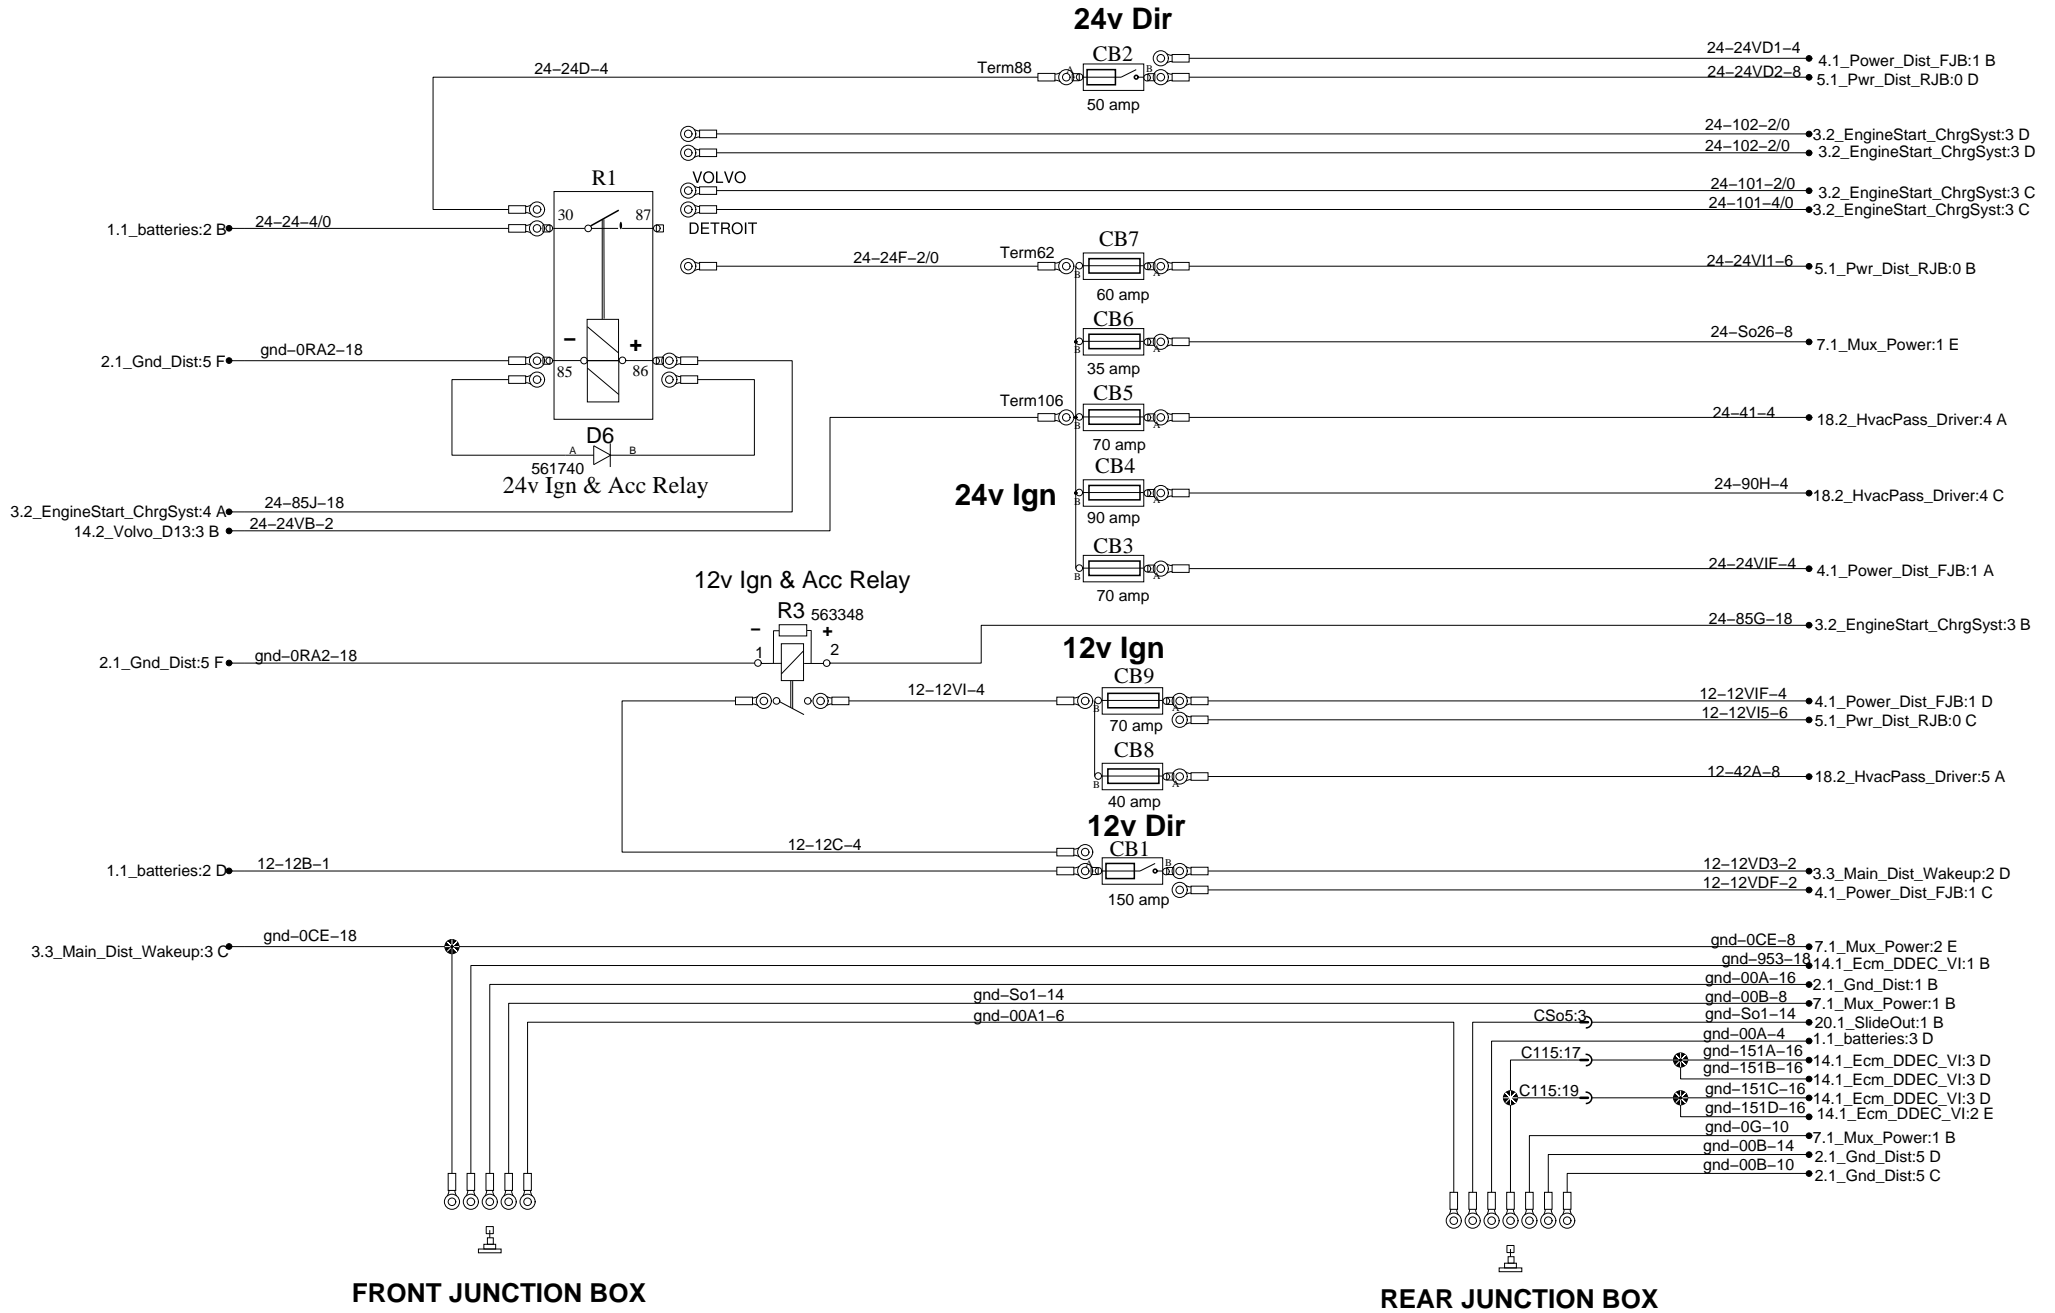 24v Dir
CB2
24-24VD1-4
4.1_Power_Dist_FJB:1 B
24-24D-4
Term88
A
B
24-24VD2-8
5.1_Pwr_Dist_RJB:0 D
50 amp
24-102-2/0
3.2_EngineStart_ChrgSyst:3 D
24-102-2/0
3.2_EngineStart_ChrgSyst:3 D
R1
VOLVO
24-101-2/0
3.2_EngineStart_ChrgSyst:3 C
24-101-4/0
3.2_EngineStart_ChrgSyst:3 C
30
87
DETROIT
1.1_batteries:2 B
24-24-4/0
CB7
24-24F-2/0
Term62
B
A
24-24VI1-6
5.1_Pwr_Dist_RJB:0 B
60 amp
CB6
B
A
24-So26-8
7.1_Mux_Power:1 E
35 amp
−
+
2.1_Gnd_Dist:5 F
gnd-0RA2-18
85
86
CB5
Term106
B
A
24-41-4
18.2_HvacPass_Driver:4 A
70 amp
D6
A
B
561740
24v Ign & Acc Relay
CB4
24v Ign
B
A
24-90H-4
18.2_HvacPass_Driver:4 C
90 amp
3.2_EngineStart_ChrgSyst:4 A
24-85J-18
14.2_Volvo_D13:3 B
24-24VB-2
CB3
B
A
24-24VIF-4
4.1_Power_Dist_FJB:1 A
70 amp
12v Ign & Acc Relay
R3
563348
−
+
24-85G-18
3.2_EngineStart_ChrgSyst:3 B
2.1_Gnd_Dist:5 F
gnd-0RA2-18
1
2
12v Ign
CB9
12-12VI-4
B
A
12-12VIF-4
4.1_Power_Dist_FJB:1 D
70 amp
12-12VI5-6
5.1_Pwr_Dist_RJB:0 C
CB8
B
A
12-42A-8
18.2_HvacPass_Driver:5 A
40 amp
12v Dir
12-12C-4
CB1
1.1_batteries:2 D
12-12B-1
A
B
12-12VD3-2
3.3_Main_Dist_Wakeup:2 D
150 amp
12-12VDF-2
4.1_Power_Dist_FJB:1 C
3.3_Main_Dist_Wakeup:3 C
gnd-0CE-18
gnd-0CE-8
7.1_Mux_Power:2 E
gnd-953-18
14.1_Ecm_DDEC_VI:1 B
gnd-00A-16
2.1_Gnd_Dist:1 B
gnd-So1-14
gnd-00B-8
7.1_Mux_Power:1 B
gnd-00A1-6
CSo5:3
gnd-So1-14
20.1_SlideOut:1 B
gnd-00A-4
1.1_batteries:3 D
C115:17
gnd-151A-16
14.1_Ecm_DDEC_VI:3 D
gnd-151B-16
14.1_Ecm_DDEC_VI:3 D
C115:19
gnd-151C-16
14.1_Ecm_DDEC_VI:3 D
gnd-151D-16
14.1_Ecm_DDEC_VI:2 E
gnd-0G-10
7.1_Mux_Power:1 B
gnd-00B-14
2.1_Gnd_Dist:5 D
gnd-00B-10
2.1_Gnd_Dist:5 C
FRONT JUNCTION BOX
REAR JUNCTION BOX